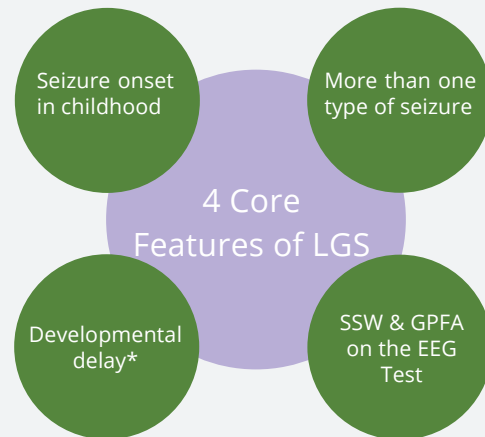 Seizure onset
in childhood
More than one
type of seizure
4 Core
Features of LGS
Developmental
delay*
SSW & GPFA
on the EEG
Test